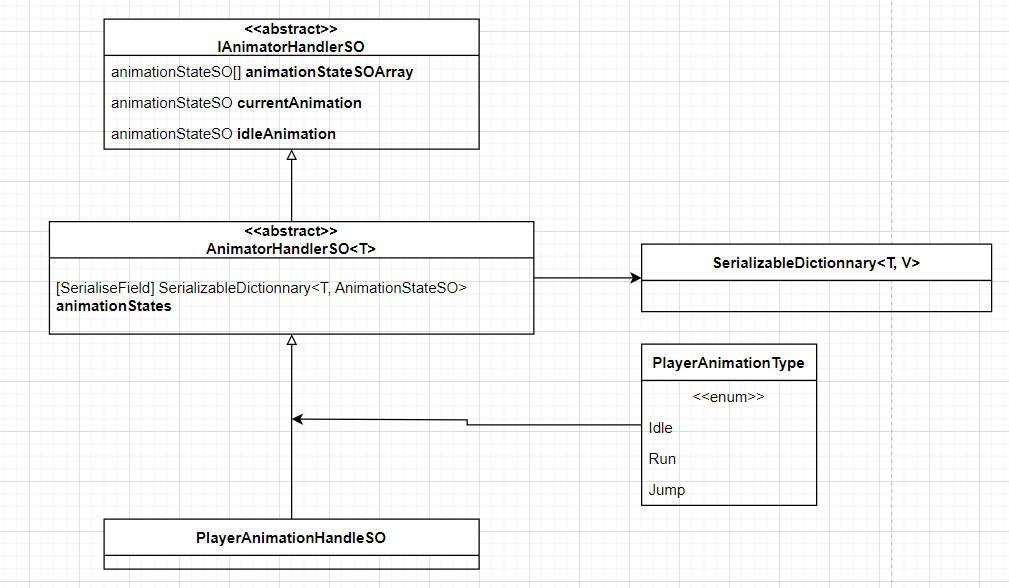 <<abstract>>
IAnimatorHandlerSO
animationStateSO[] animationStateSOArray
animationStateSO currentAnimation
animationStateSO idleAnimation
<<abstract>>
AnimatorHandlerSO<T>
[SerialiseField] SerializableDictionnary<T, AnimationStateSO>
animationStates
SerializableDictionnary<T, V>
PlayerAnimationType
<<enum>>
Idle
Run
Jump
PlayerAnimationHandleSO